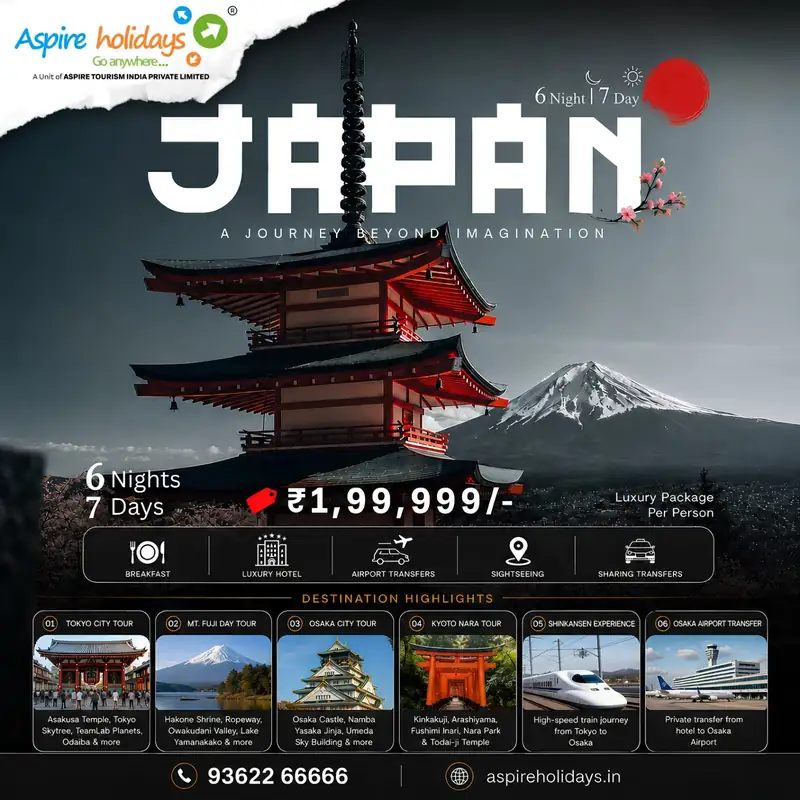 Aspire holidays®
Go anywhere...
A Unit of ASPIRE TOURISM INDIA PRIVATE LIMITED
6 Night | 7 Day
JAPAN
A JOURNEY BEYOND IMAGINATION
6 Nights
7 Days
₹1,99,999/-
Luxury Package
Per Person
BREAKFAST
LUXURY HOTEL
AIRPORT TRANSFERS
SIGHTSEEING
SHARING TRANSFERS
DESTINATION HIGHLIGHTS
01 TOKYO CITY TOUR
Asakusa Temple, Tokyo
Skytree, TeamLab Planets,
Odaiba & more
02 MT. FUJI DAY TOUR
Hakone Shrine, Ropeway,
Owakudani Valley, Lake
Yamanakako & more
03 OSAKA CITY TOUR
Osaka Castle, Namba
Yasaka Jinja, Umeda
Sky Building & more
04 KYOTO NARA TOUR
Kinkakuji, Arashiyama,
Fushimi Inari, Nara Park
& Todai-ji Temple
05 SHINKANSEN EXPERIENCE
High-speed train journey
from Tokyo to
Osaka
06 OSAKA AIRPORT TRANSFER
Private transfer from
hotel to Osaka
Airport
93622 66666
aspireholidays.in